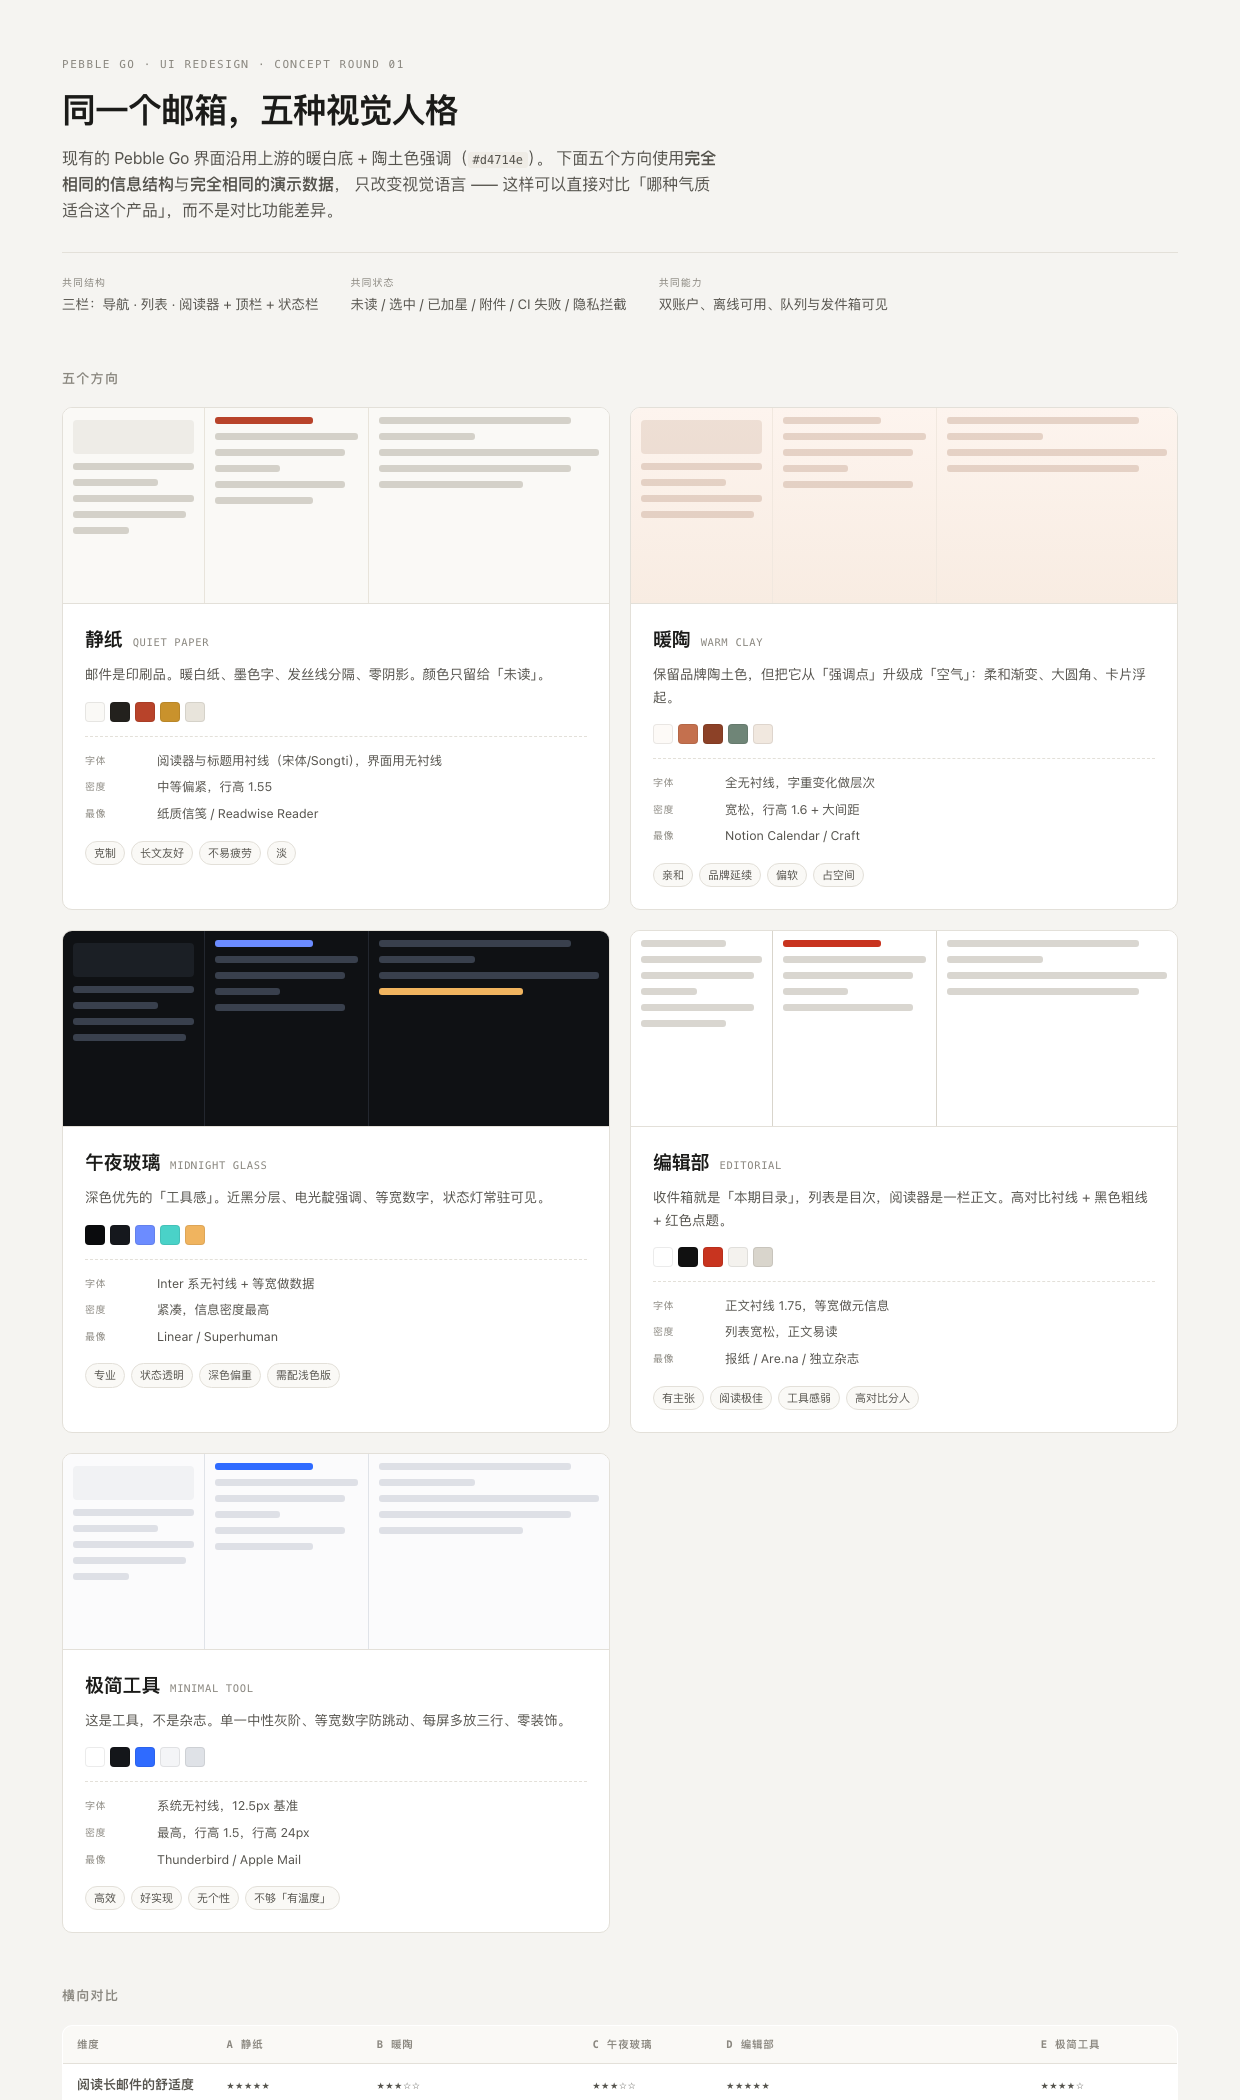 PEBBLE GO · UI REDESIGN · CONCEPT ROUND 01
同一个邮箱，五种视觉人格
现有的 Pebble Go 界面沿用上游的暖白底 + 陶土色强调（#d4714e）。 下面五个方向使用完全
相同的信息结构与完全相同的演示数据， 只改变视觉语言 —— 这样可以直接对比「哪种气质
适合这个产品」，而不是对比功能差异。
共同结构
三栏：导航 · 列表 · 阅读器 + 顶栏 + 状态栏
共同状态
未读 / 选中 / 已加星 / 附件 / CI 失败 / 隐私拦截
共同能力
双账户、离线可用、队列与发件箱可见
五个方向
静纸 QUIET PAPER
邮件是印刷品。暖白纸、墨色字、发丝线分隔、零阴影。颜色只留给「未读」。
字体 阅读器与标题用衬线（宋体/Songti），界面用无衬线
密度 中等偏紧，行高 1.55
最像 纸质信笺 / Readwise Reader
克制 长文友好 不易疲劳 淡
暖陶 WARM CLAY
保留品牌陶土色，但把它从「强调点」升级成「空气」：柔和渐变、大圆角、卡片浮
起。
字体 全无衬线，字重变化做层次
密度 宽松，行高 1.6 + 大间距
最像 Notion Calendar / Craft
亲和 品牌延续 偏软 占空间
午夜玻璃 MIDNIGHT GLASS
深色优先的「工具感」。近黑分层、电光靛强调、等宽数字，状态灯常驻可见。
字体 Inter 系无衬线 + 等宽做数据
密度 紧凑，信息密度最高
最像 Linear / Superhuman
专业 状态透明 深色偏重 需配浅色版
编辑部 EDITORIAL
收件箱就是「本期目录」，列表是目次，阅读器是一栏正文。高对比衬线 + 黑色粗线
+ 红色点题。
字体 正文衬线 1.75，等宽做元信息
密度 列表宽松，正文易读
最像 报纸 / Are.na / 独立杂志
有主张 阅读极佳 工具感弱 高对比分人
极简工具 MINIMAL TOOL
这是工具，不是杂志。单一中性灰阶、等宽数字防跳动、每屏多放三行、零装饰。
字体 系统无衬线，12.5px 基准
密度 最高，行高 1.5，行高 24px
最像 Thunderbird / Apple Mail
高效 好实现 无个性 不够「有温度」
横向对比
维度 A 静纸 B 暖陶 C 午夜玻璃 D 编辑部 E 极简工具
阅读长邮件的舒适度 ★★★★★ ★★★☆☆ ★★★☆☆ ★★★★★ ★★★★☆